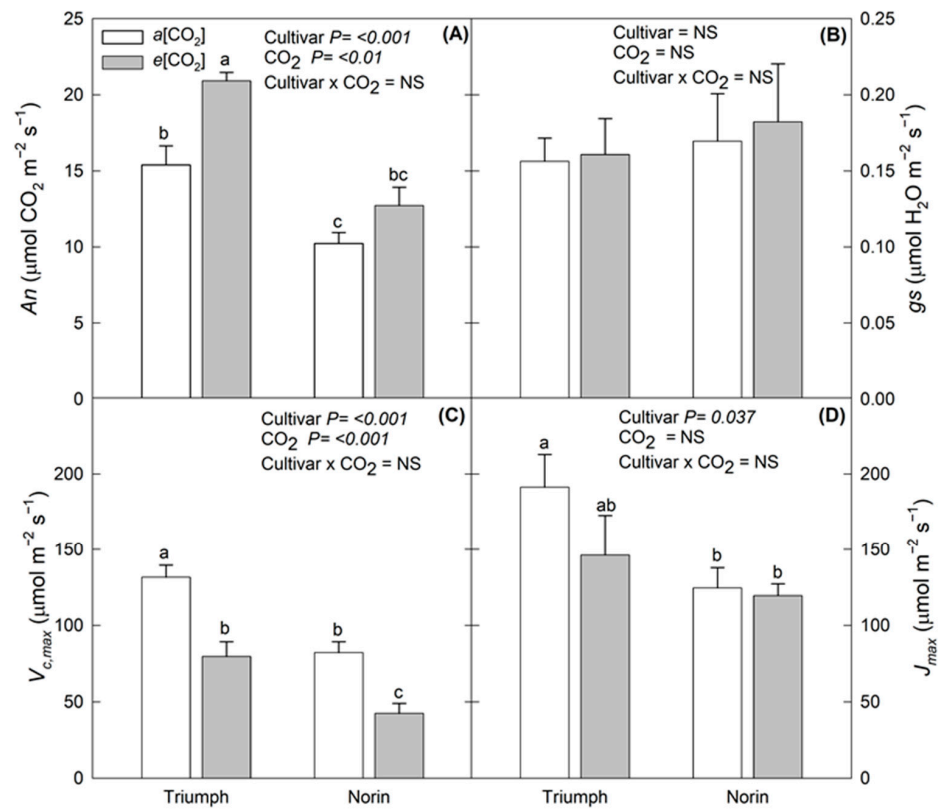 a[CO₂]
e[CO₂]
Cultivar P= <0.001
CO₂ P= <0.01
Cultivar x CO₂ = NS
(A)
b
a
c
bc
25
20
15
10
5
0
An (μmol CO₂ m⁻² s⁻¹)
Cultivar = NS
CO₂ = NS
Cultivar x CO₂ = NS
(B)
0.25
0.20
0.15
0.10
0.05
0.00
gs (μmol H₂O m⁻² s⁻¹)
Cultivar P= <0.001
CO₂ P= <0.001
Cultivar x CO₂ = NS
(C)
a
b
b
c
200
150
100
50
0
Vc,max (μmol m⁻² s⁻¹)
Triumph
Norin
Cultivar P= 0.037
CO₂ = NS
Cultivar x CO₂ = NS
(D)
a
ab
b
b
200
150
100
50
0
Jmax (μmol m⁻² s⁻¹)
Triumph
Norin